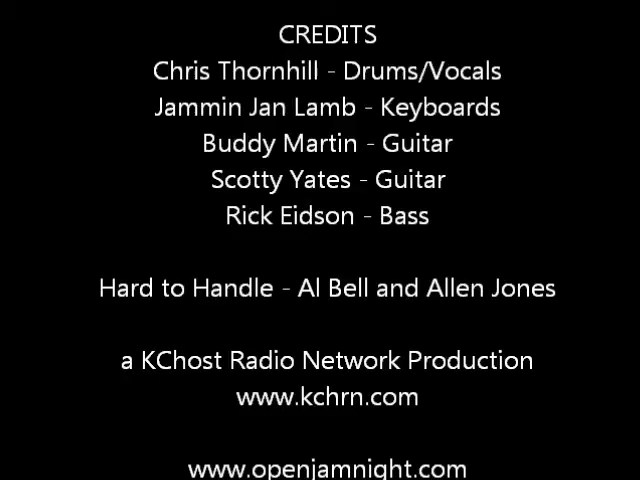 CREDITS
Chris Thornhill - Drums/Vocals
Jammin Jan Lamb - Keyboards
Buddy Martin - Guitar
Scotty Yates - Guitar
Rick Eidson - Bass
Hard to Handle - Al Bell and Allen Jones
a KChost Radio Network Production
www.kchrn.com
www.openjamnight.com